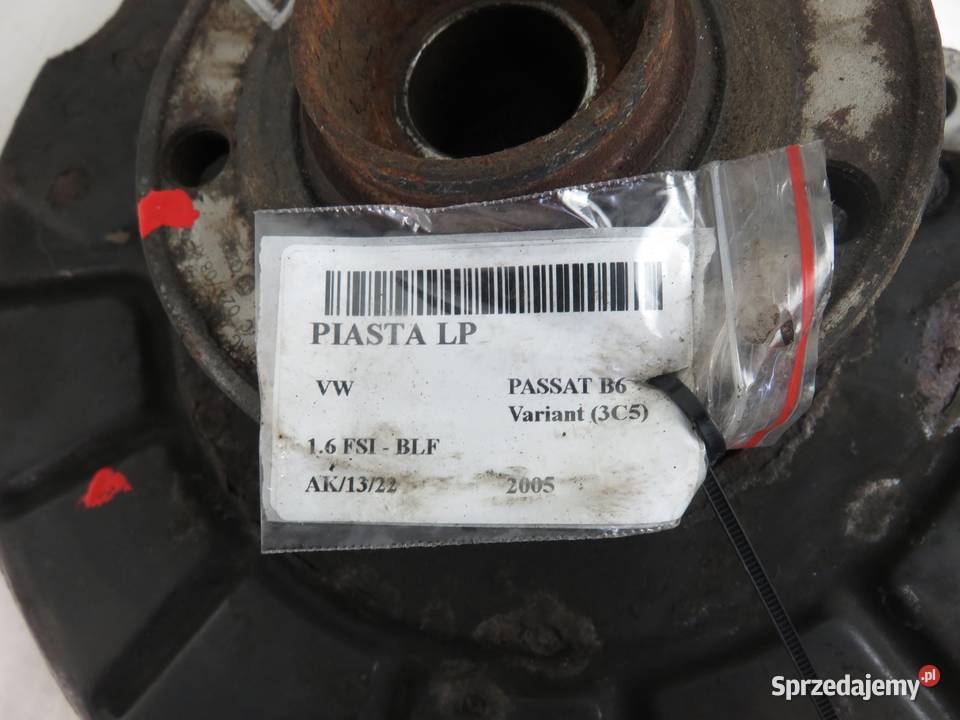 PIASTA LP
VW PASSAT B6
Variant (3C5)
1.6 FSI - BLF
AK/13/22 2005
Sprzedajemy.pl